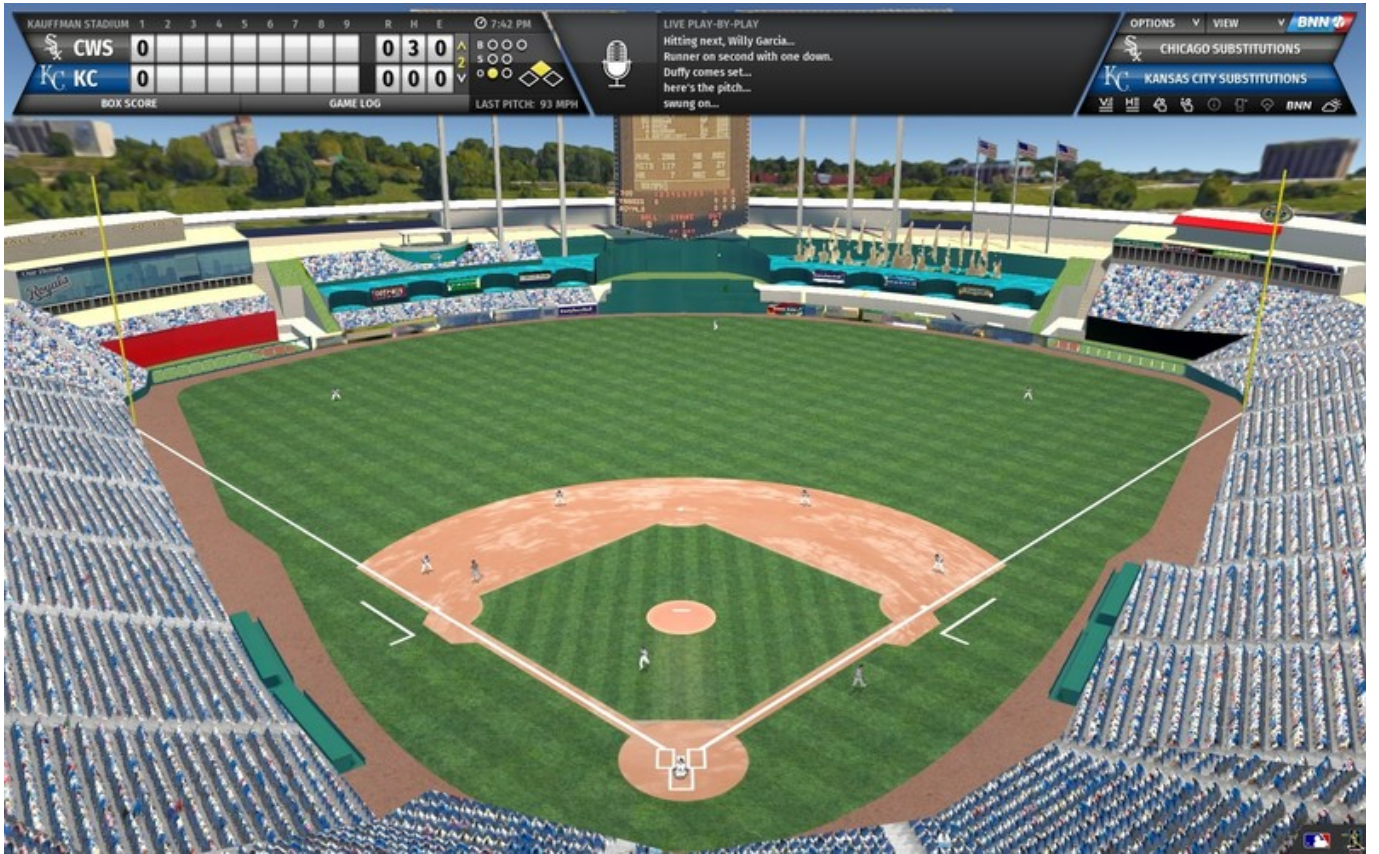 KAUFFMAN STADIUM 1 2 3 4 5 6 7 8 9 R H E
CWS 0 0 3 0
KC KC 0 0 0 0
2
BOX SCORE GAME LOG
7:42 PM
B
S
O
LAST PITCH: 93 MPH
LIVE PLAY-BY-PLAY
Hitting next, Willy Garcia...
Runner on second with one down.
Duffy comes set...
here's the pitch...
swung on...
OPTIONS VIEW BNN
CHICAGO SUBSTITUTIONS
KC KANSAS CITY SUBSTITUTIONS
BNN
Royals